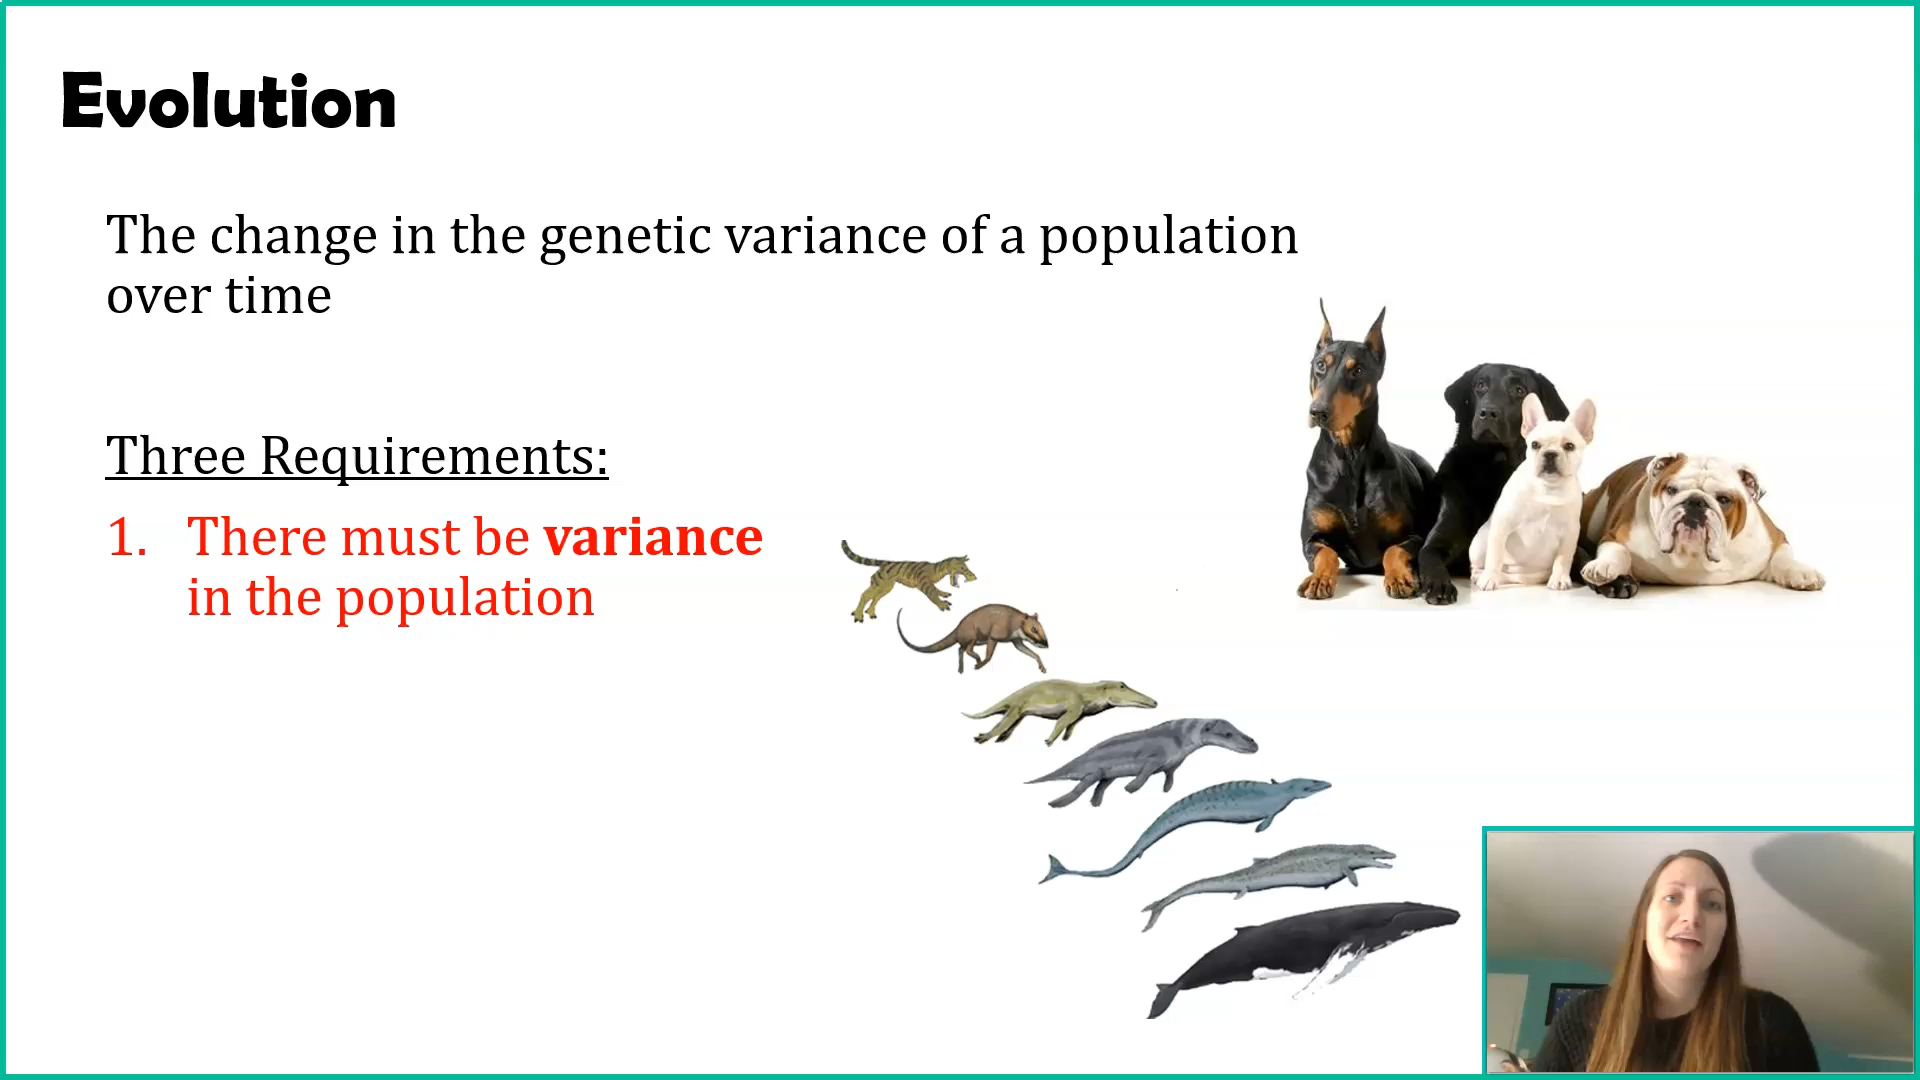 Evolution
The change in the genetic variance of a population
over time
Three Requirements:
1. There must be variance
in the population